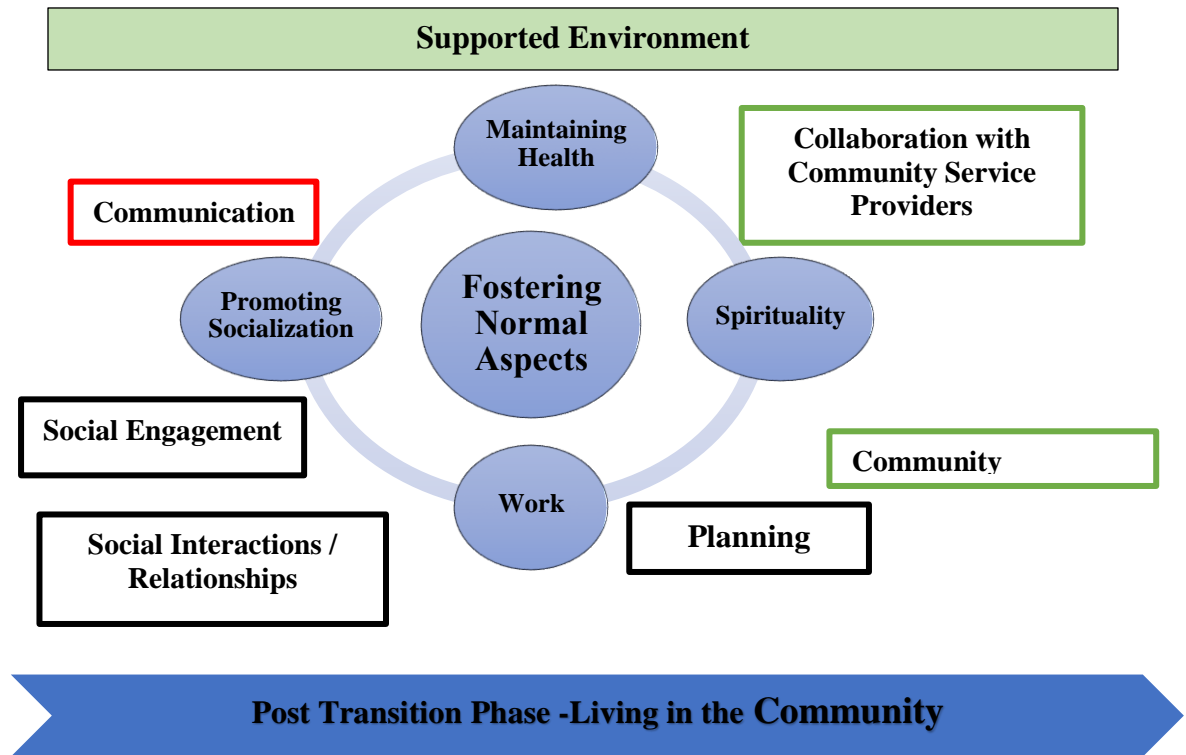 Supported Environment
Maintaining
Health
Collaboration with
Community Service
Providers
Communication
Promoting
Socialization
Fostering
Normal
Aspects
Spirituality
Social Engagement
Community
Work
Planning
Social Interactions /
Relationships
Post Transition Phase -Living in the Community